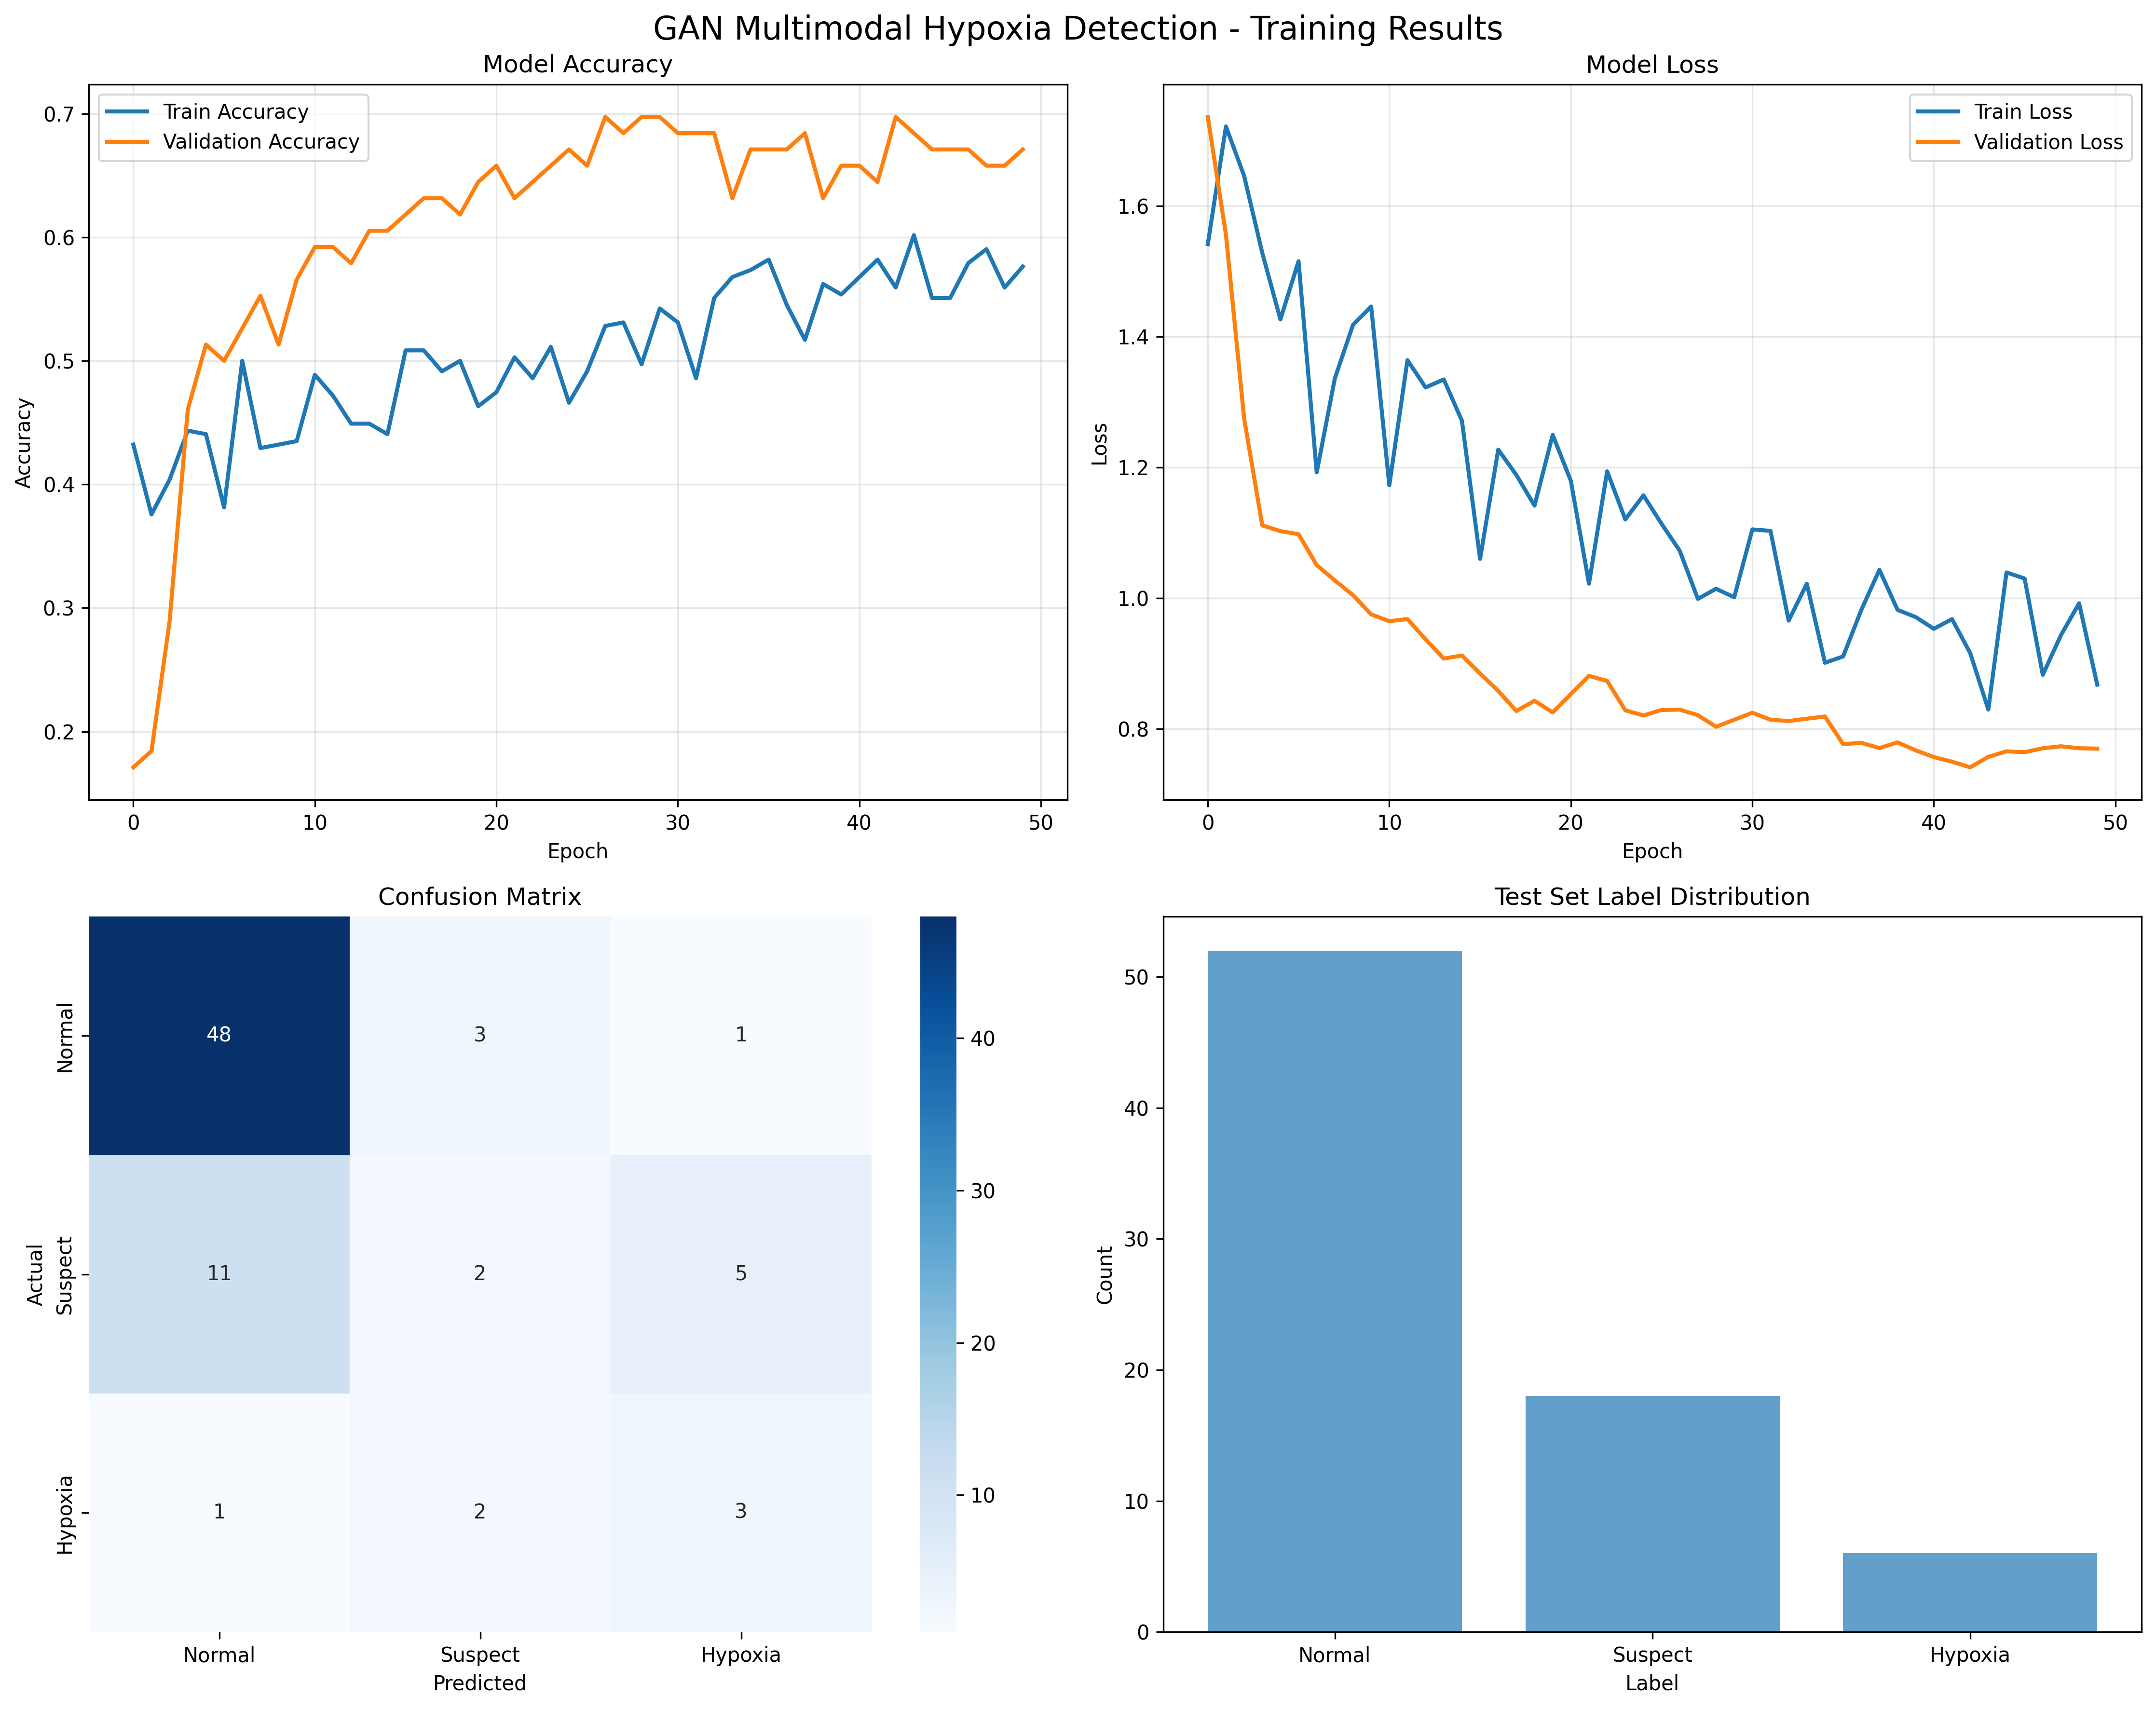 GAN Multimodal Hypoxia Detection - Training Results
Model Accuracy
Train Accuracy
Validation Accuracy
0.7
0.6
0.5
0.4
0.3
0.2
Accuracy
0 10 20 30 40 50
Epoch
Model Loss
Train Loss
Validation Loss
1.6
1.4
1.2
1.0
0.8
Loss
0 10 20 30 40 50
Epoch
Confusion Matrix
Normal
48 3 1
Suspect
11 2 5
Hypoxia
1 2 3
Actual
Normal Suspect Hypoxia
Predicted
40
30
20
10
Test Set Label Distribution
50
40
30
20
10
0
Count
Normal Suspect Hypoxia
Label